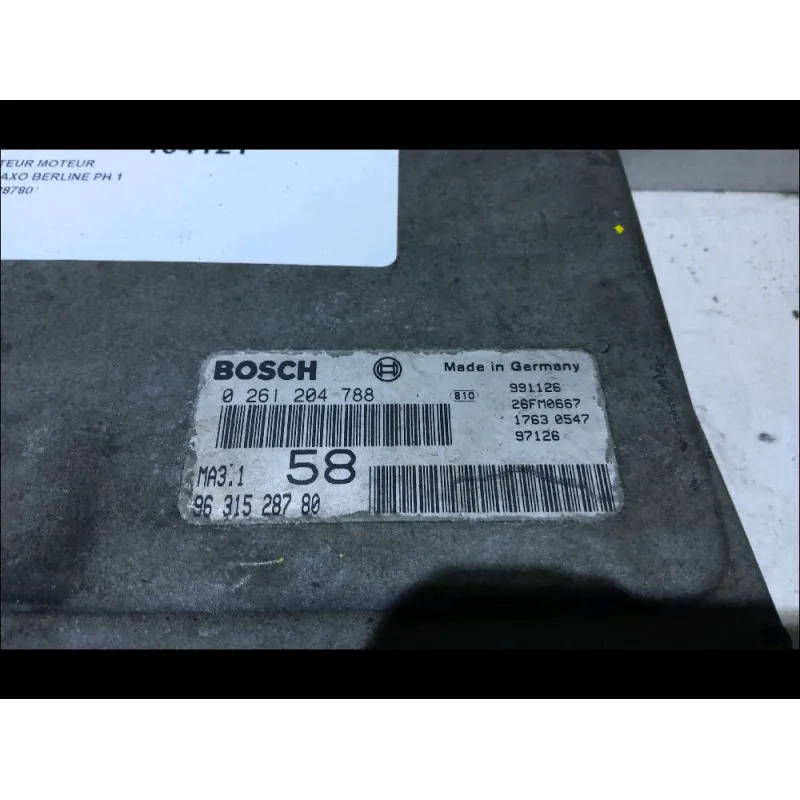 TEUR MOTEUR
AXO BERLINE PH 1
28780
BOSCH
Made in Germany
0 261 204 788
B10
991126
26FM0667
1763 0547
97126
MA3.1
58
96 315 287 80